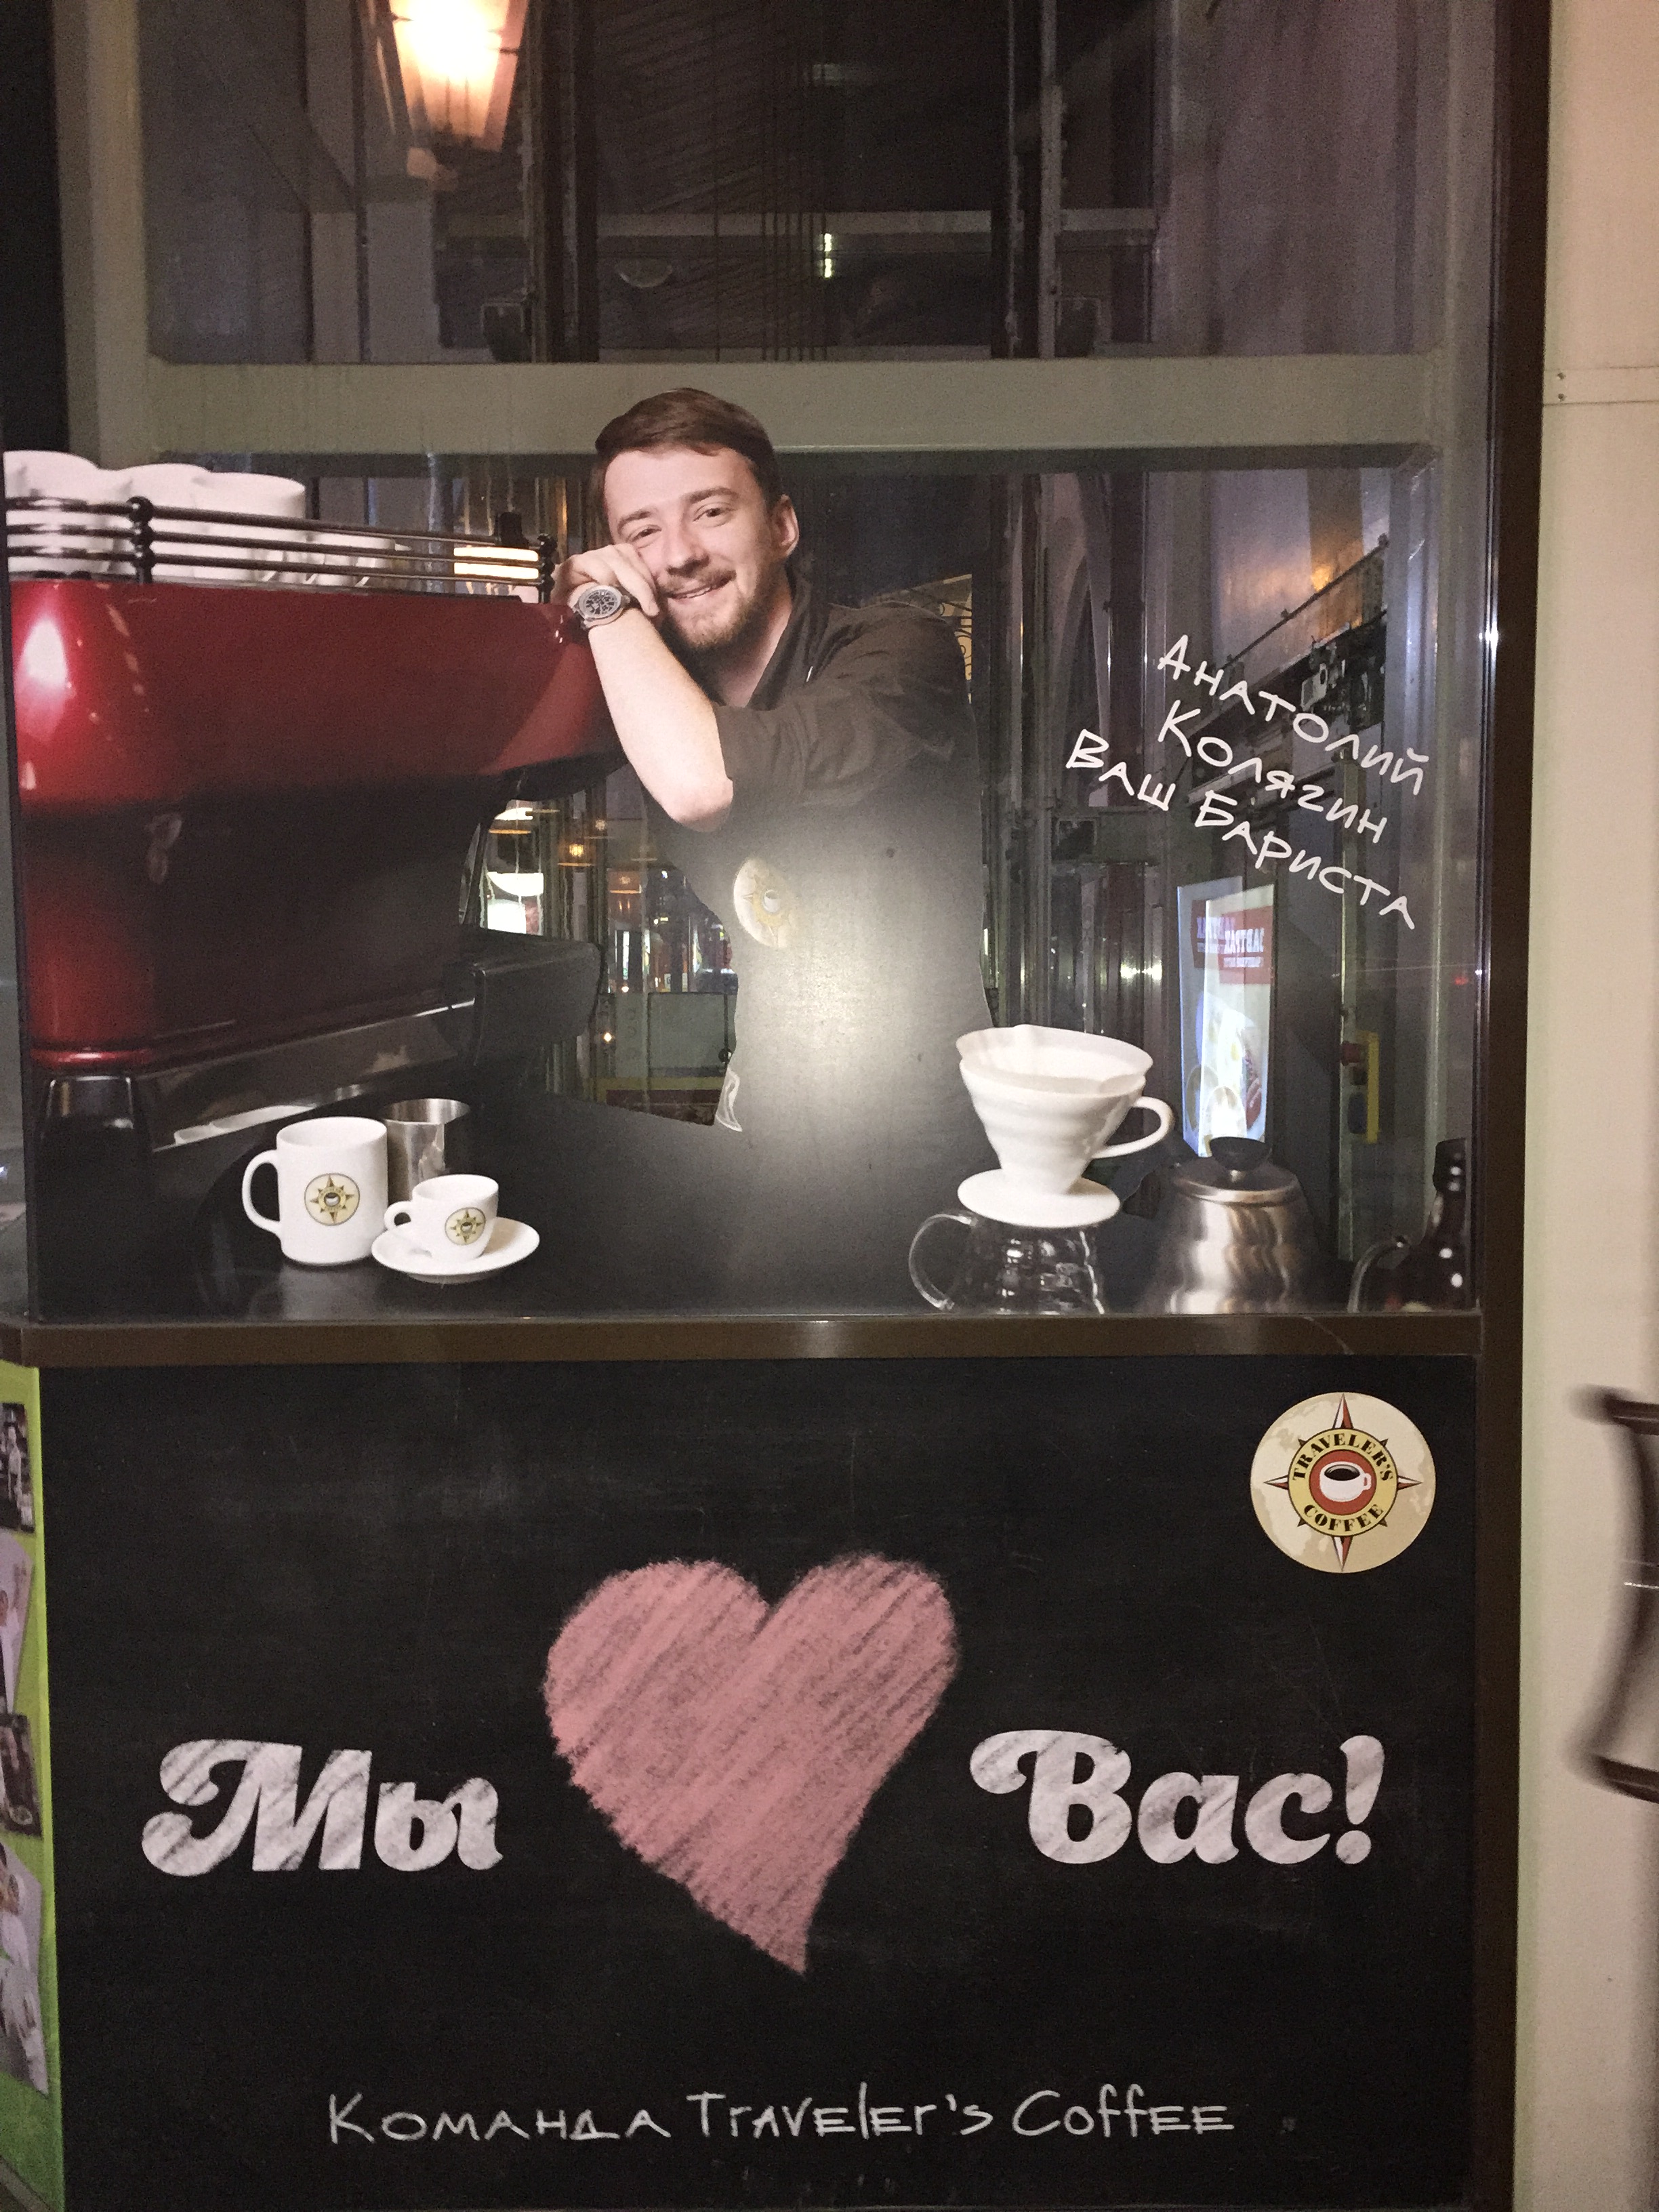 Анатолий
Колягин
Ваш Бариста
TRAVELER'S
COFFEE
Мы Вас!
Команда Traveler's Coffee